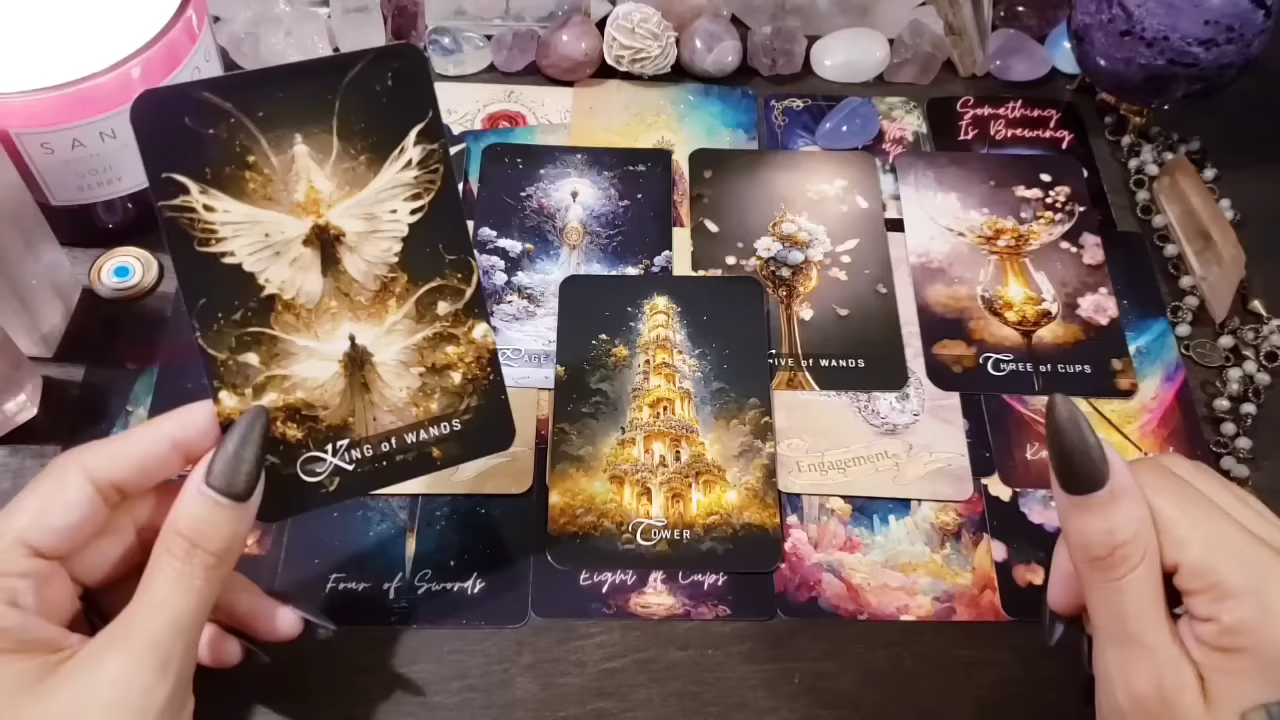 SAN
GOJI
BERRY
Something
Is Brewing
PAGE
FIVE of WANDS
THREE of CUPS
KING of WANDS
Engagement
TOWER
Four of Swords
Eight of Cups